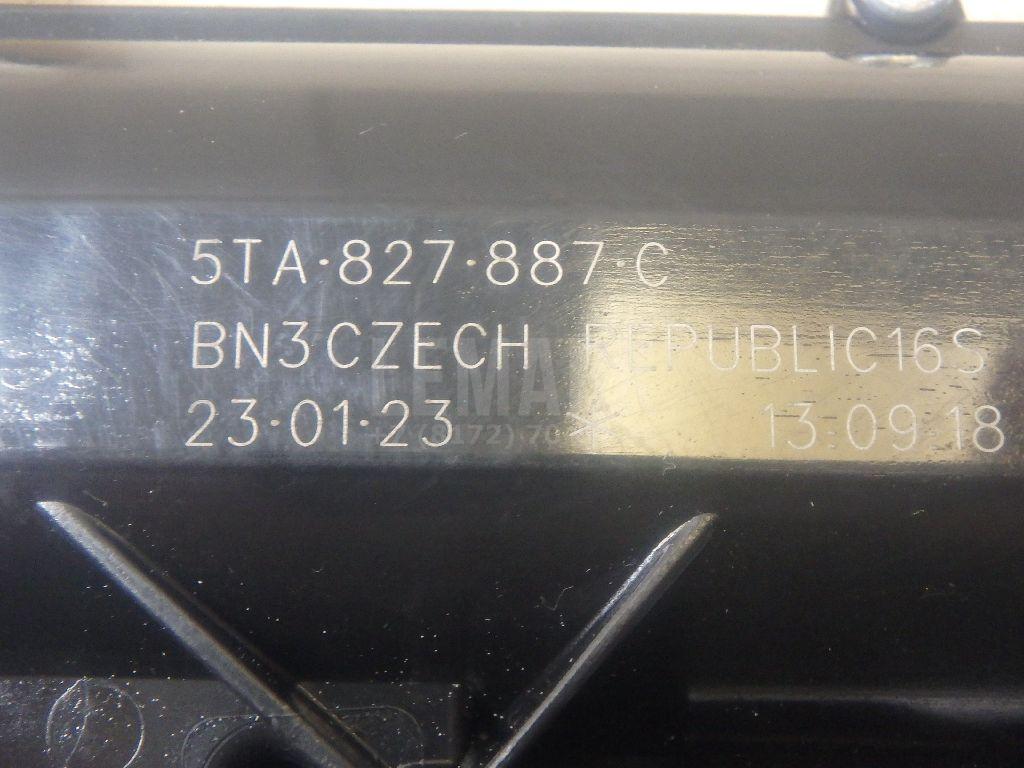 5TA·827·887·C
BN3CZECH REPUBLIC16S
23·01·23 * 13:09:18